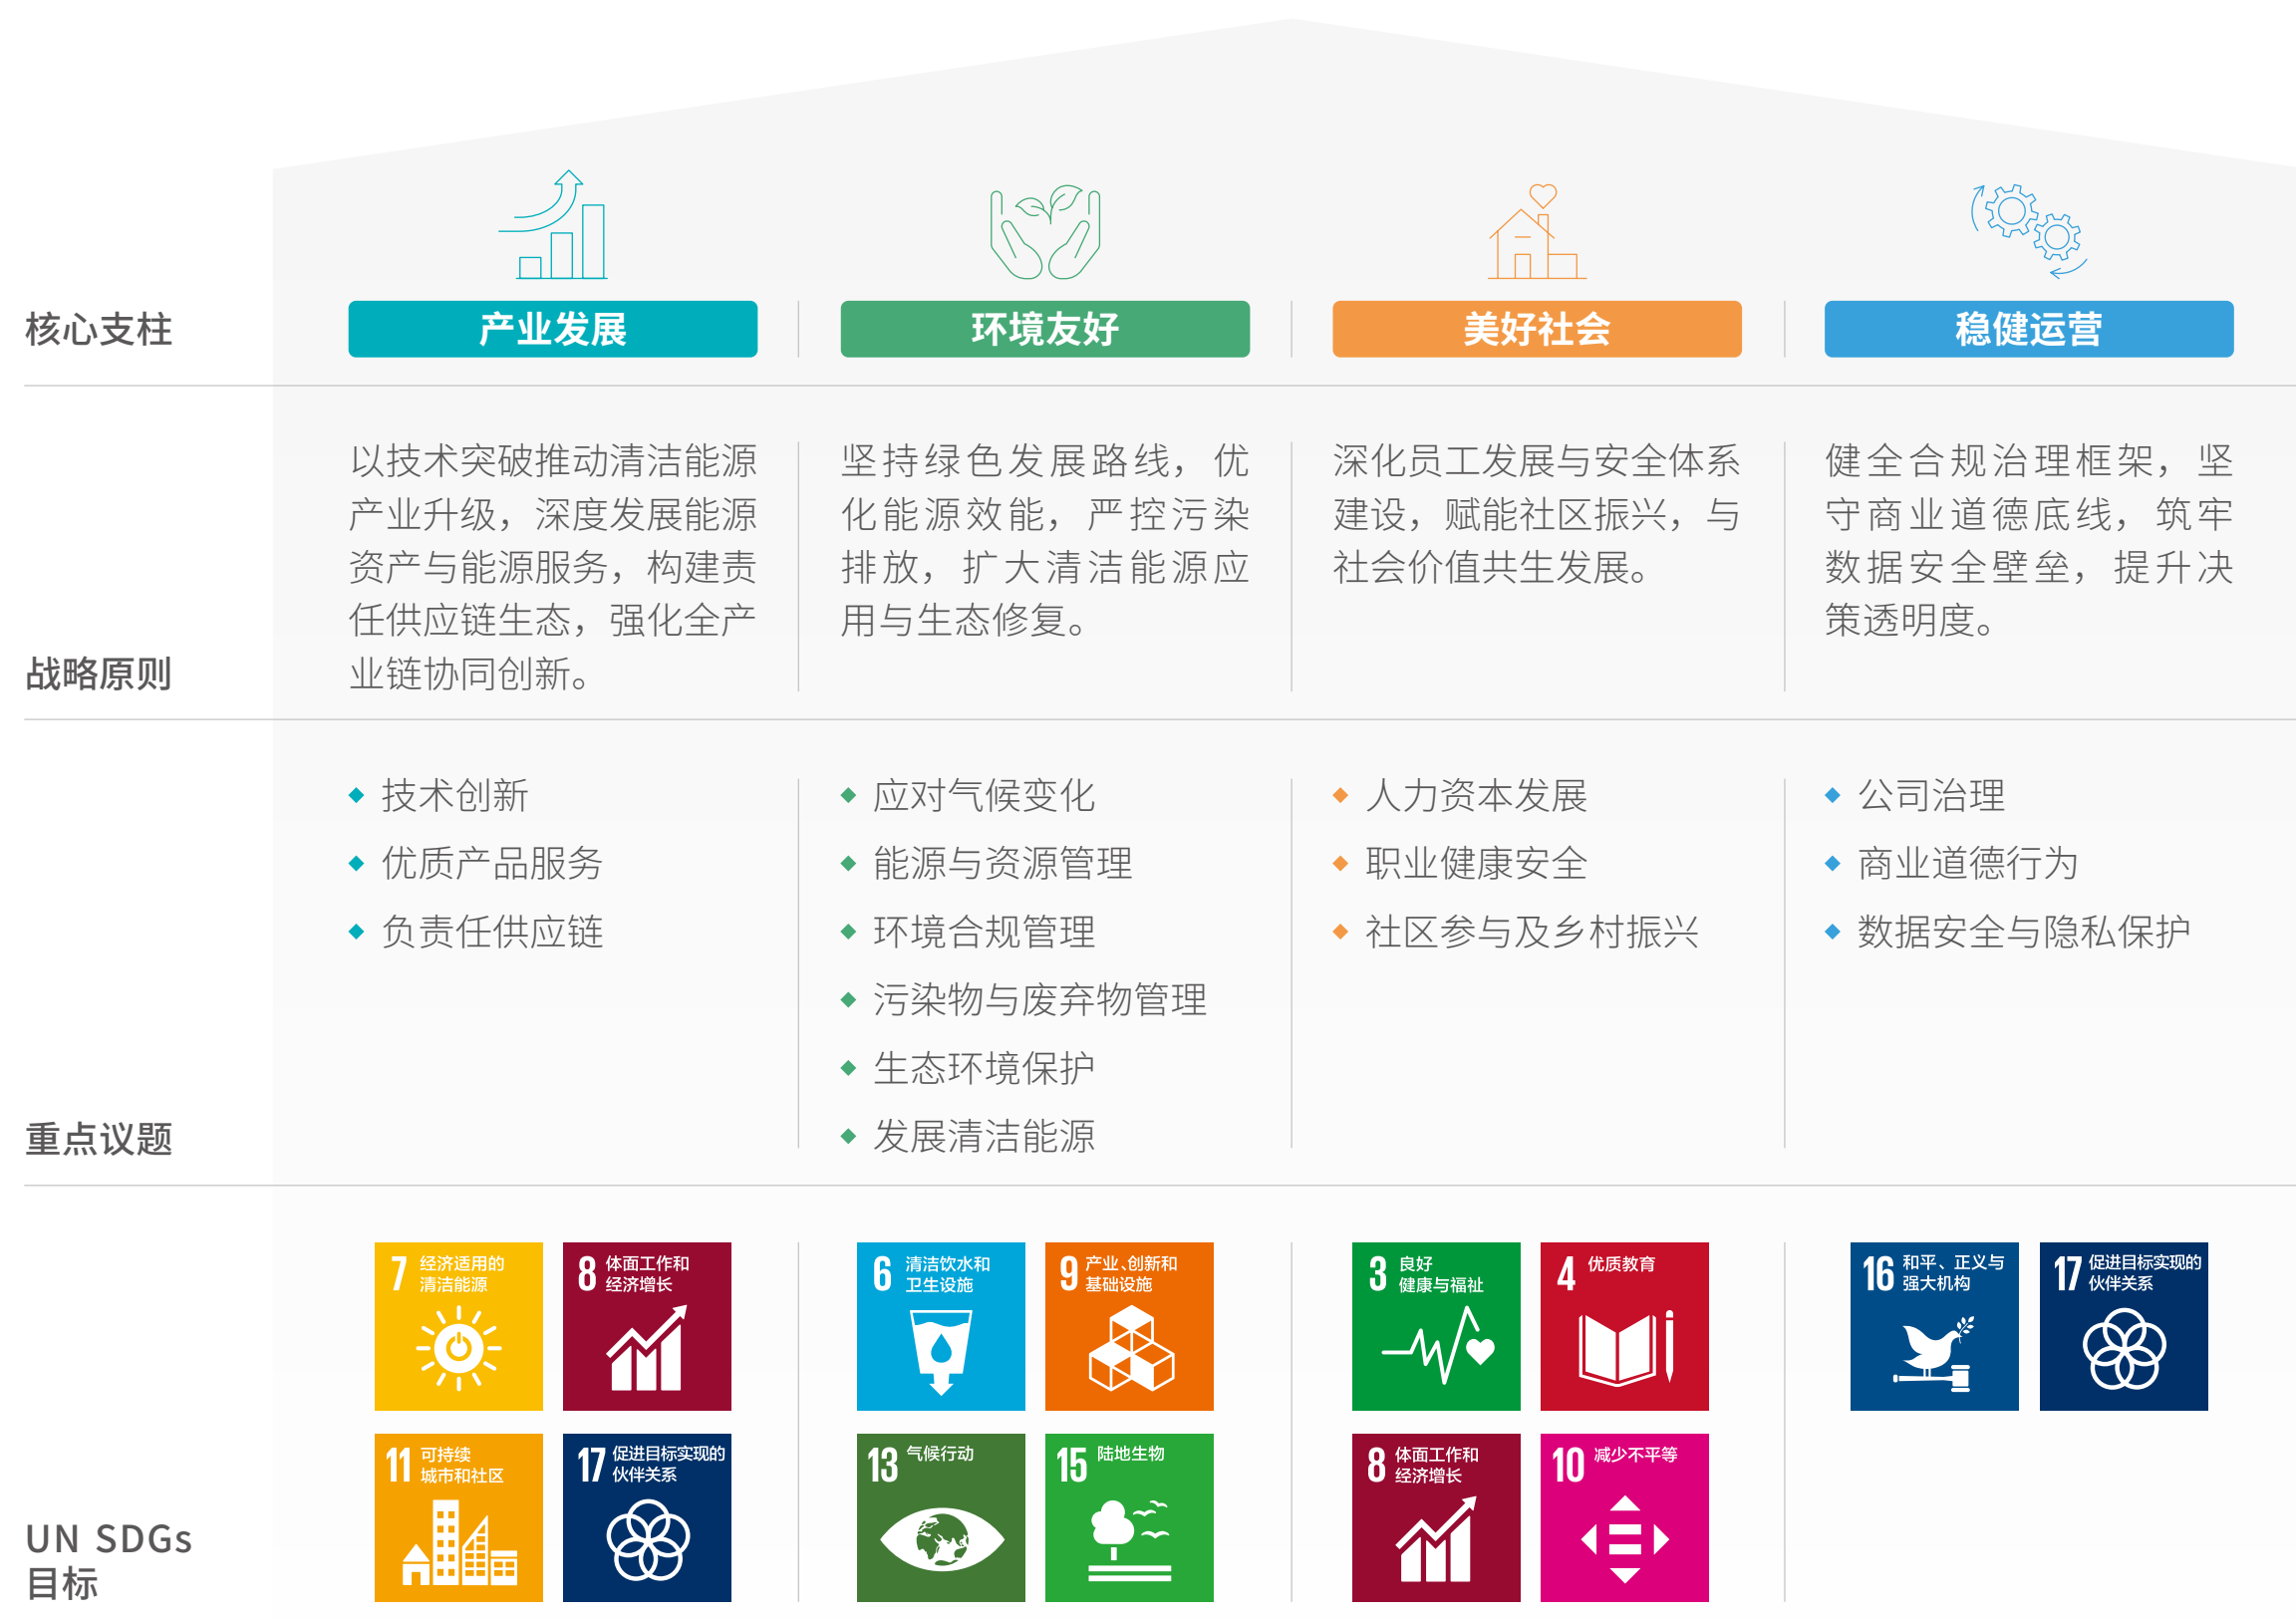 核心支柱
产业发展
环境友好
美好社会
稳健运营
战略原则
以技术突破推动清洁能源
产业升级，深度发展能源
资产与能源服务，构建责
任供应链生态，强化全产
业链协同创新。
坚持绿色发展路线，优
化能源效能，严控污染
排放，扩大清洁能源应
用与生态修复。
深化员工发展与安全体系
建设，赋能社区振兴，与
社会价值共生发展。
健全合规治理框架，坚
守商业道德底线，筑牢
数据安全壁垒，提升决
策透明度。
重点议题
技术创新
优质产品服务
负责任供应链
应对气候变化
能源与资源管理
环境合规管理
污染物与废弃物管理
生态环境保护
发展清洁能源
人力资本发展
职业健康安全
社区参与及乡村振兴
公司治理
商业道德行为
数据安全与隐私保护
UN SDGs
目标
7 经济适用的
清洁能源
8 体面工作和
经济增长
11 可持续
城市和社区
17 促进目标实现的
伙伴关系
6 清洁饮水和
卫生设施
9 产业、创新和
基础设施
13 气候行动
15 陆地生物
3 良好
健康与福祉
4 优质教育
8 体面工作和
经济增长
10 减少不平等
16 和平、正义与
强大机构
17 促进目标实现的
伙伴关系